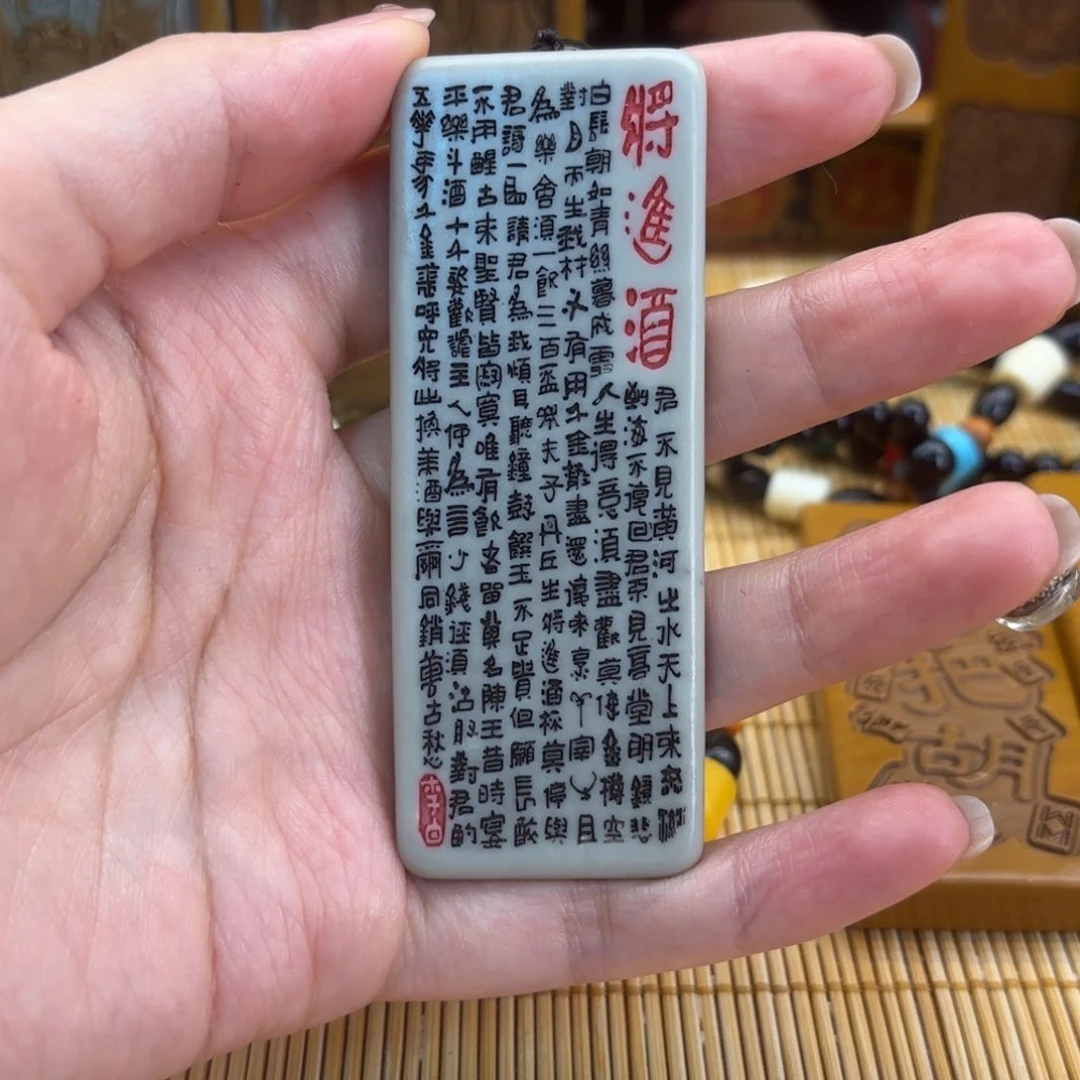 將進酒
君不見黃河之水天上來奔流
到海不復回君不見高堂明鏡悲
白髮朝如青絲暮成雪人生得意須盡歡莫使金樽空
對月天生我材必有用千金散盡還復來烹羊宰牛且
為樂會須一飲三百盃岑夫子丹丘生將進酒杯莫停與
君謌一曲請君為我傾耳聽鐘鼓饌玉不足貴但願長醉
不用醒古來聖賢皆寂寞唯有飲者留其名陳王昔時宴
平樂斗酒十千恣歡謔主人何為言少錢逕須沽取對君酌
五華馬千金裘呼兒將出換美酒與爾同銷萬古愁
李白